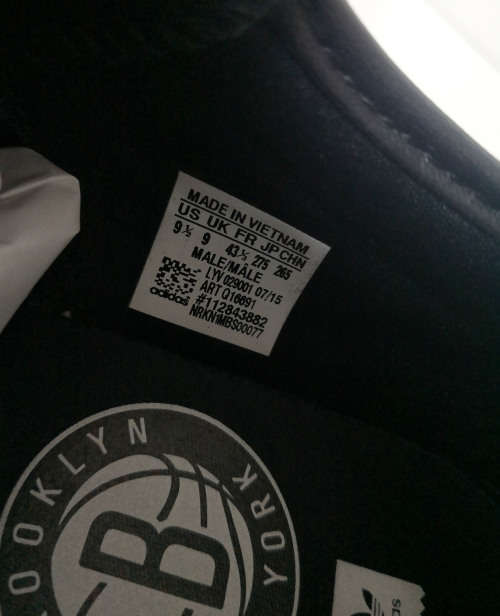 MADE IN VIETNAM
US UK FR JP CHN
9½ 9 43⅓ 275 265
MALE/MÂLE
LYV 029001 07/15
ART Q16691
#112843882
NRKN1MBS00077
adidas
BROOKLYN
YORK
B